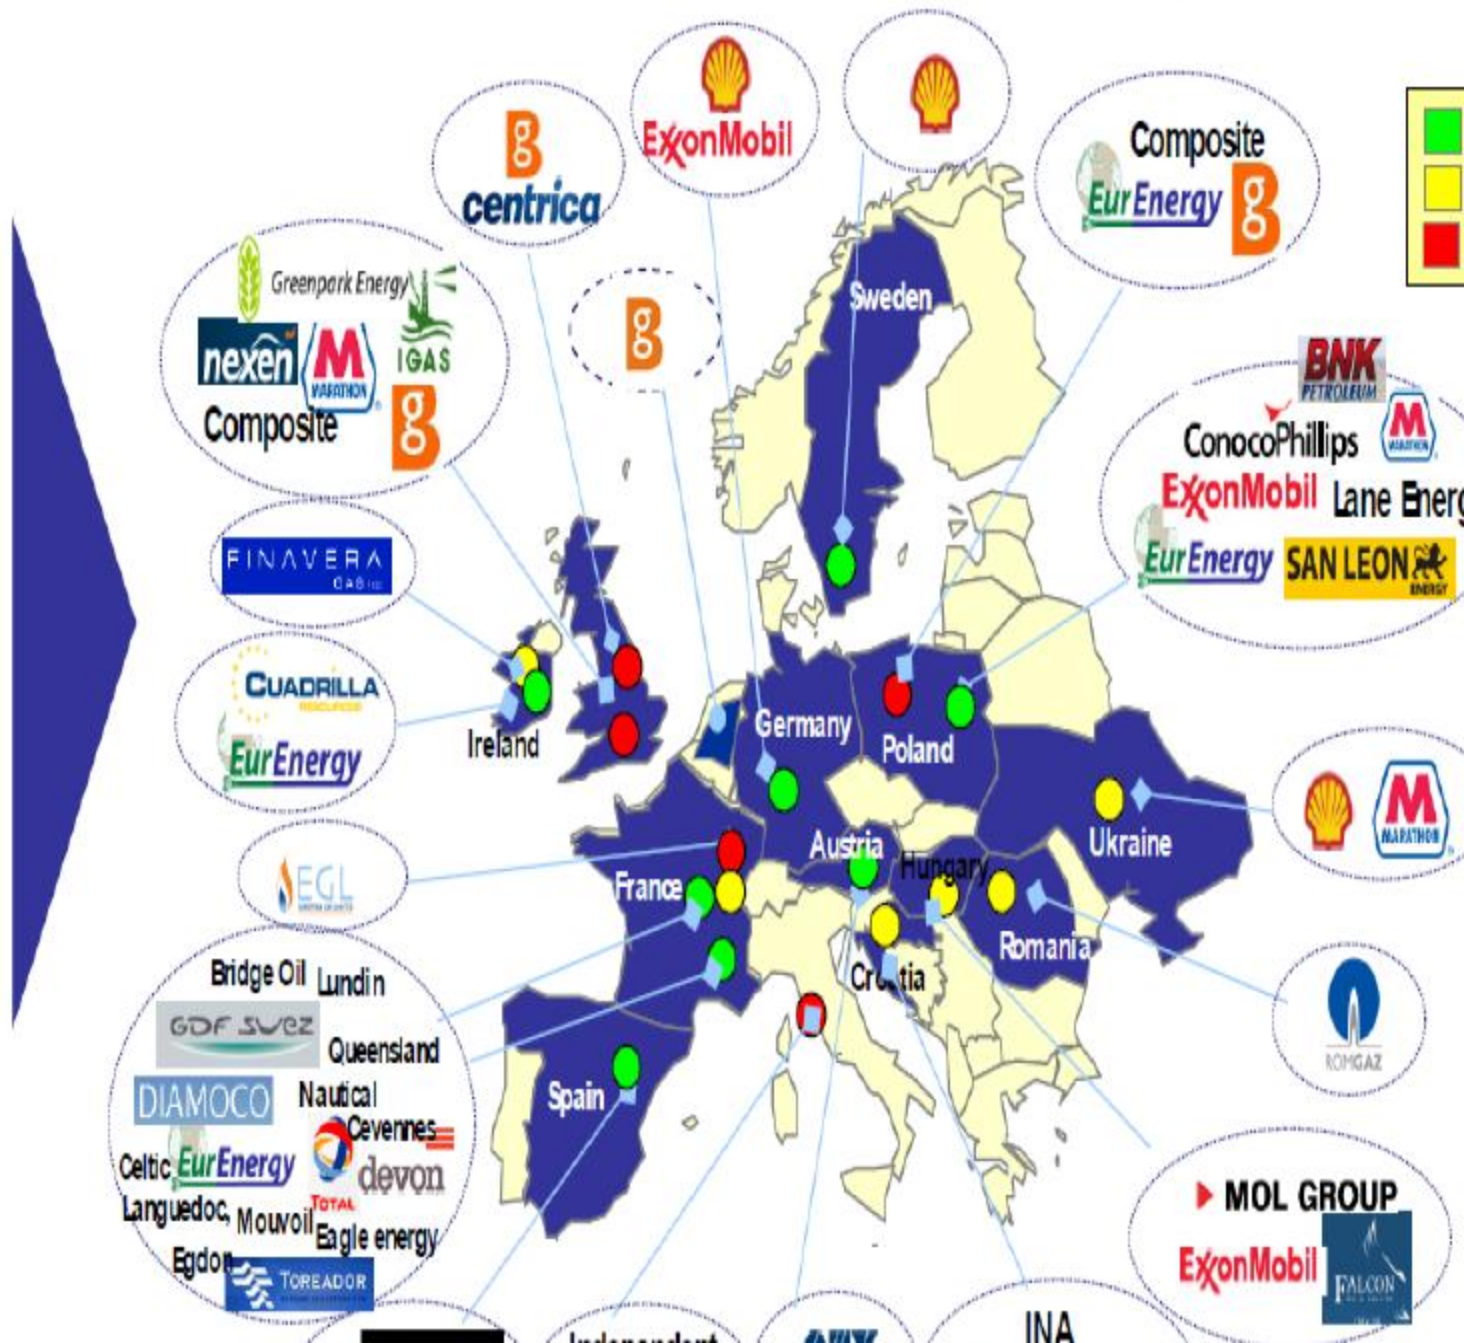 g
centrica
ExxonMobil
Composite
EurEnergy
g
Greenpark Energy
nexen
M
MARATHON
IGAS
Composite
g
g
Sweden
BNK
PETROLEUM
ConocoPhillips
M
MARATHON
ExxonMobil
Lane Energ
EurEnergy
SAN LEON
ENERGY
FINAVERA
GAS
CUADRILLA
RESOURCES
EurEnergy
Ireland
Germany
Poland
Ukraine
M
MARATHON
EGL
Austria
Hungary
France
Romania
Croatia
Bridge Oil
Lundin
GDF SUEZ
Queensland
DIAMOCO
Nautical
Cevennes
Celtic
EurEnergy
TOTAL
devon
Languedoc,
Mouvoil
Eagle energy
Egdon
TOREADOR
Spain
ROMGAZ
MOL GROUP
ExxonMobil
FALCON
Independent
INA